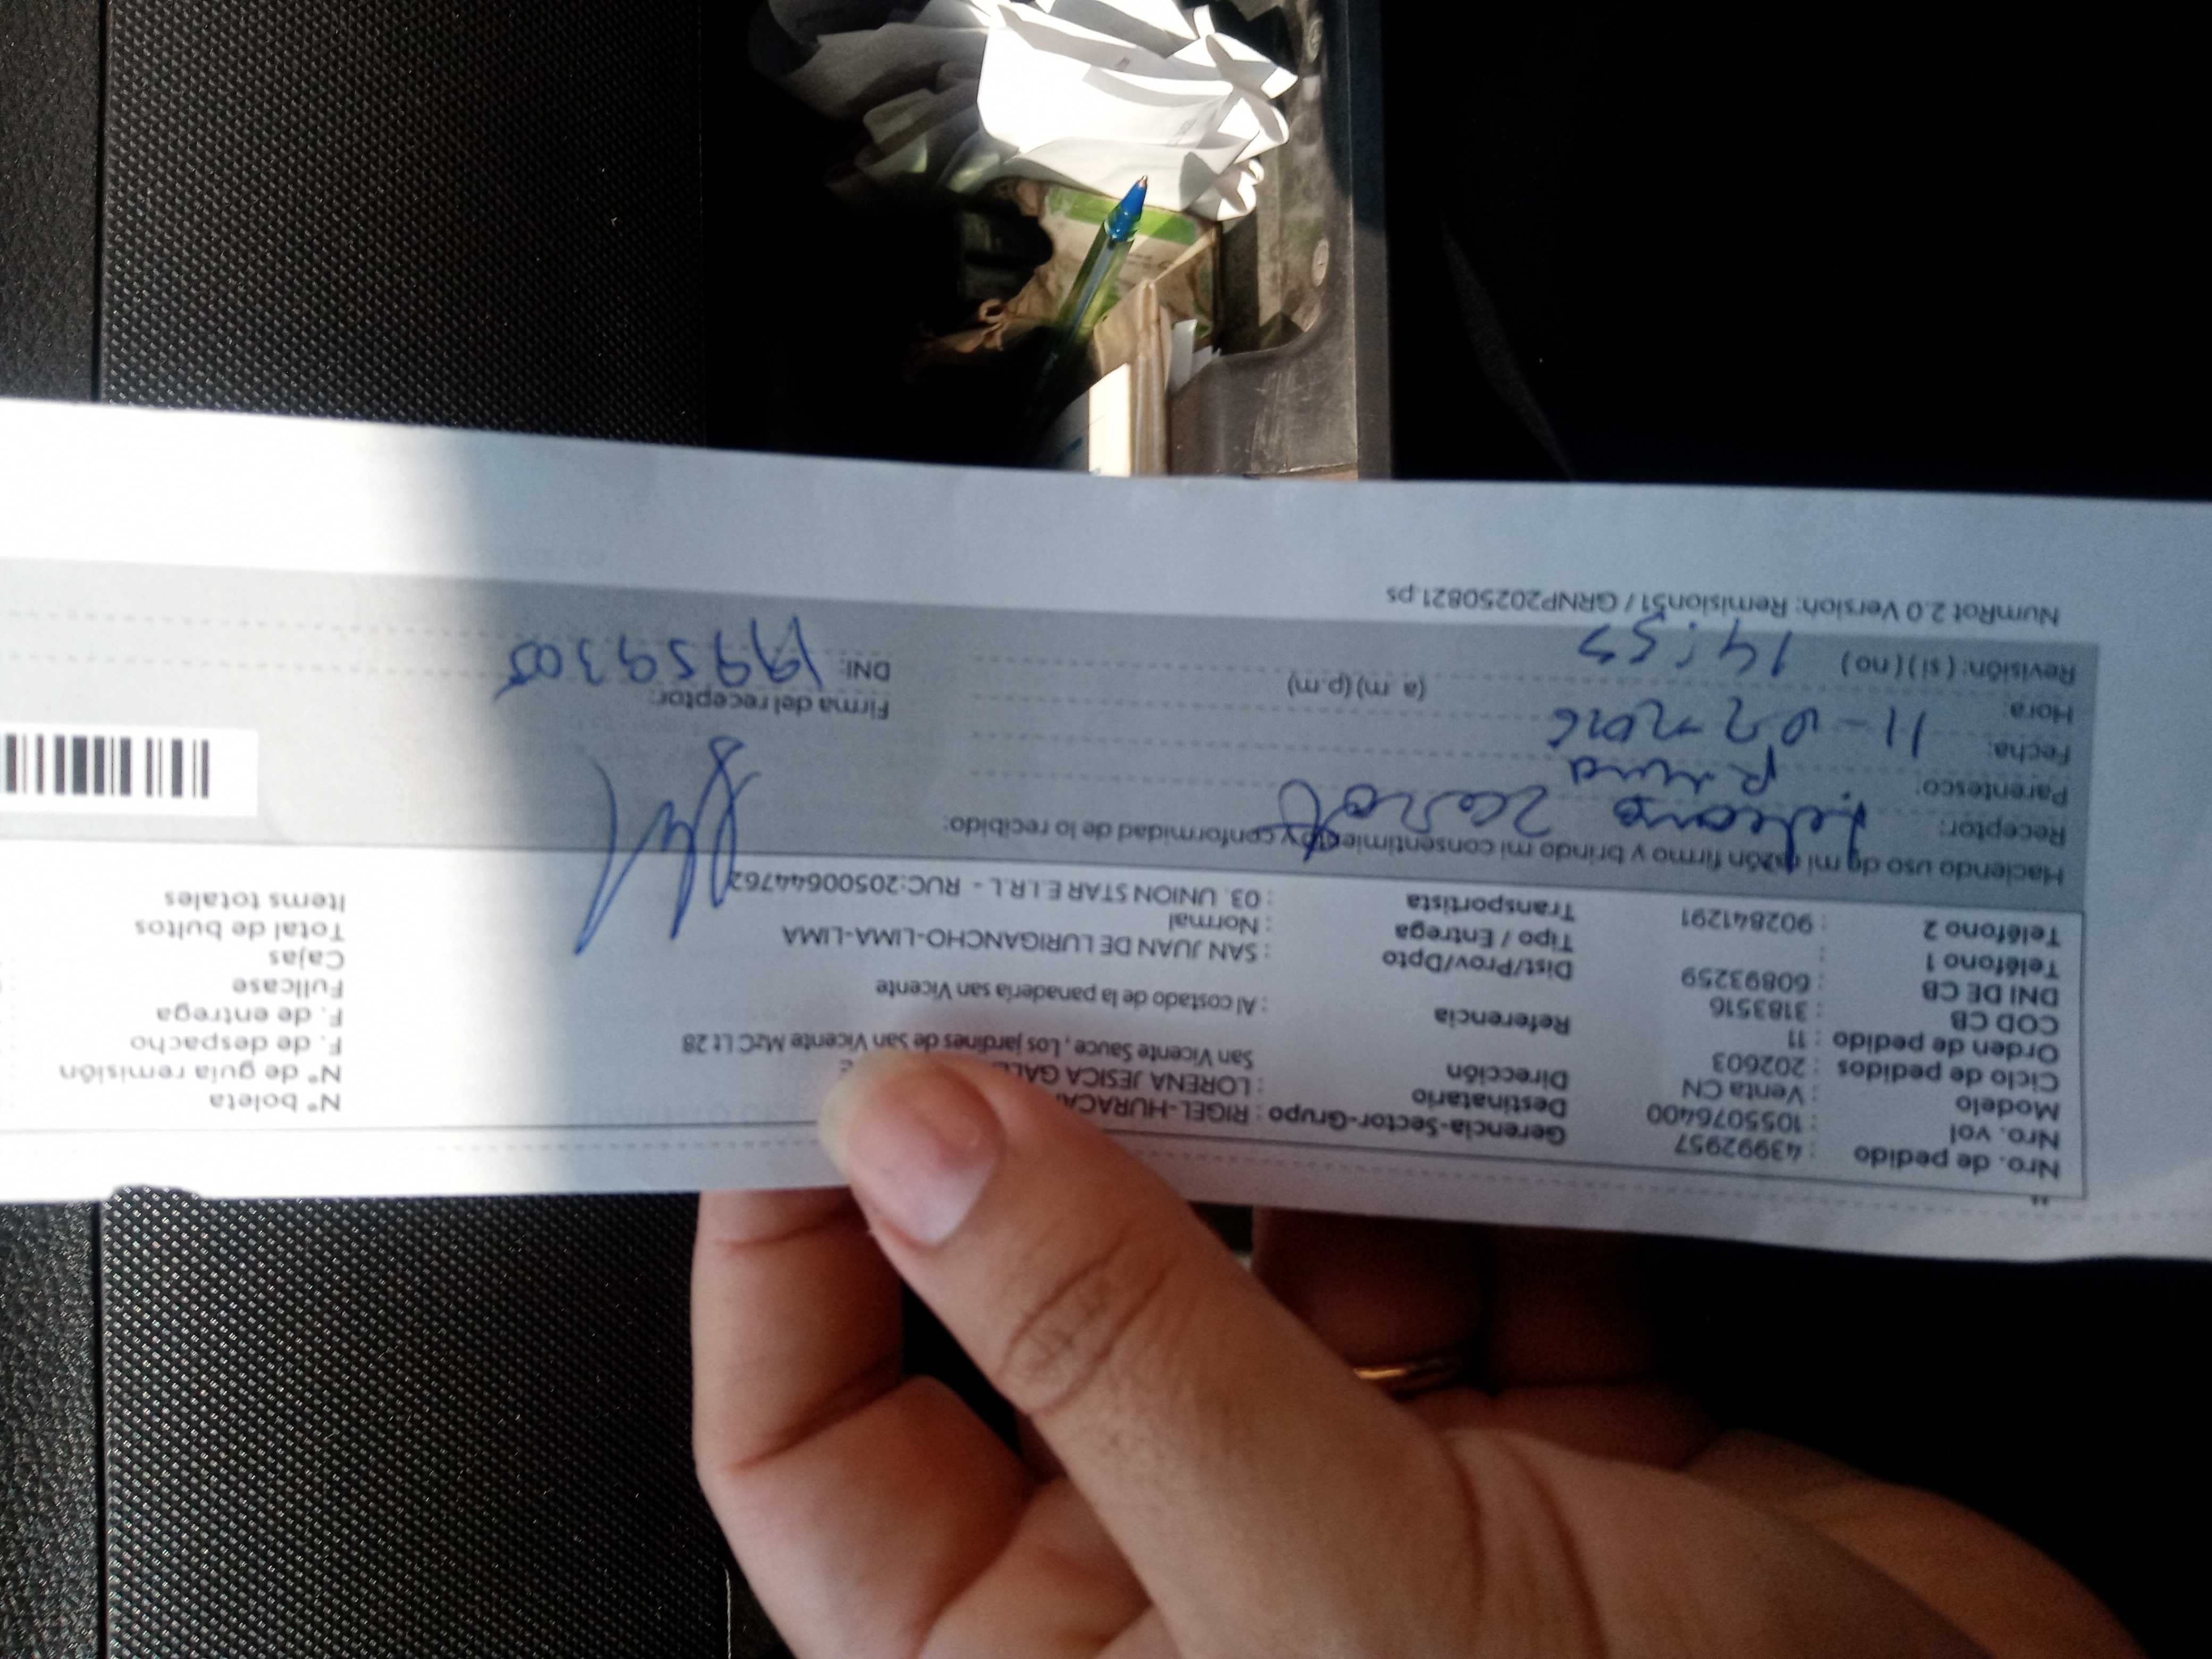 Nro. de pedido : 43992957
Nro. vol : 1055076400
Modelo : Venta CN
Ciclo de pedidos : 202603
Orden de pedido : 11
COD CB : 3183516
DNI DE CB : 60893259
Teléfono 1 :
Teléfono 2 : 902841291
Gerencia-Sector-Grupo : RIGEL-HURACA
Destinatario : LORENA JESICA
Dirección San Vicente Sauce , Los jardines de san Vicente MzC Lt 28
Referencia : Al costado de la panadería san Vicente
Dist/Prov/Dpto : SAN JUAN DE LURIGANCHO-LIMA-LIMA
Tipo / Entrega : Normal
Transportista : 03. UNION STAR E.I.R.L - RUC:20500644762
N° boleta
N° de guia remisión
F. de despacho
F. de entrega
Fullcase
Cajas
Total de bultos
Items totales
Haciendo uso de mi razón firmo y brindo mi consentimiento y conformidad de lo recibido:
Receptor:
Parentesco: Prima
Fecha: 11-02-2026
Hora: (a.m) (p.m)
Revisión: ( si ) ( no ) 14:53
Firma del receptor:
DNI: 19959305
NumRot 2.0 Version: Remision51 / GRNP20250821.ps